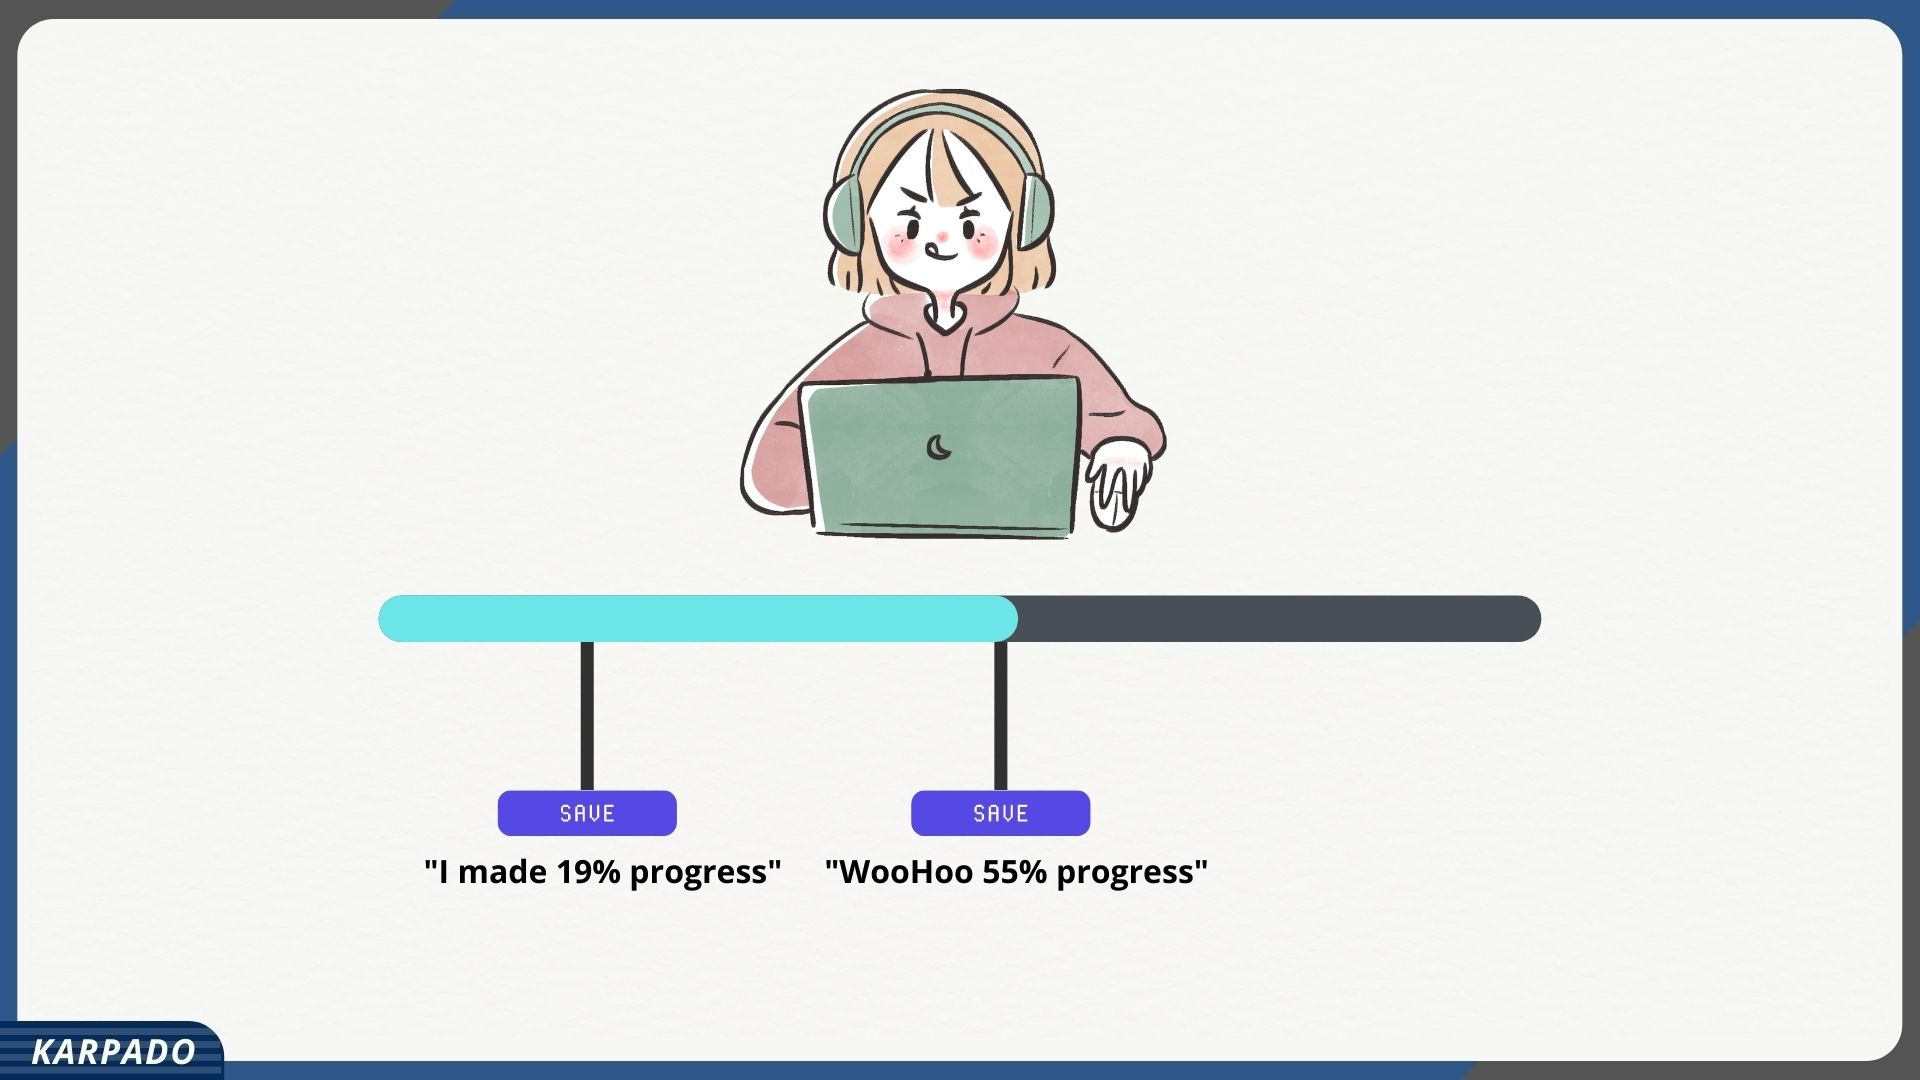 SAVE
SAVE
"I made 19% progress"
"WooHoo 55% progress"
KARPADO